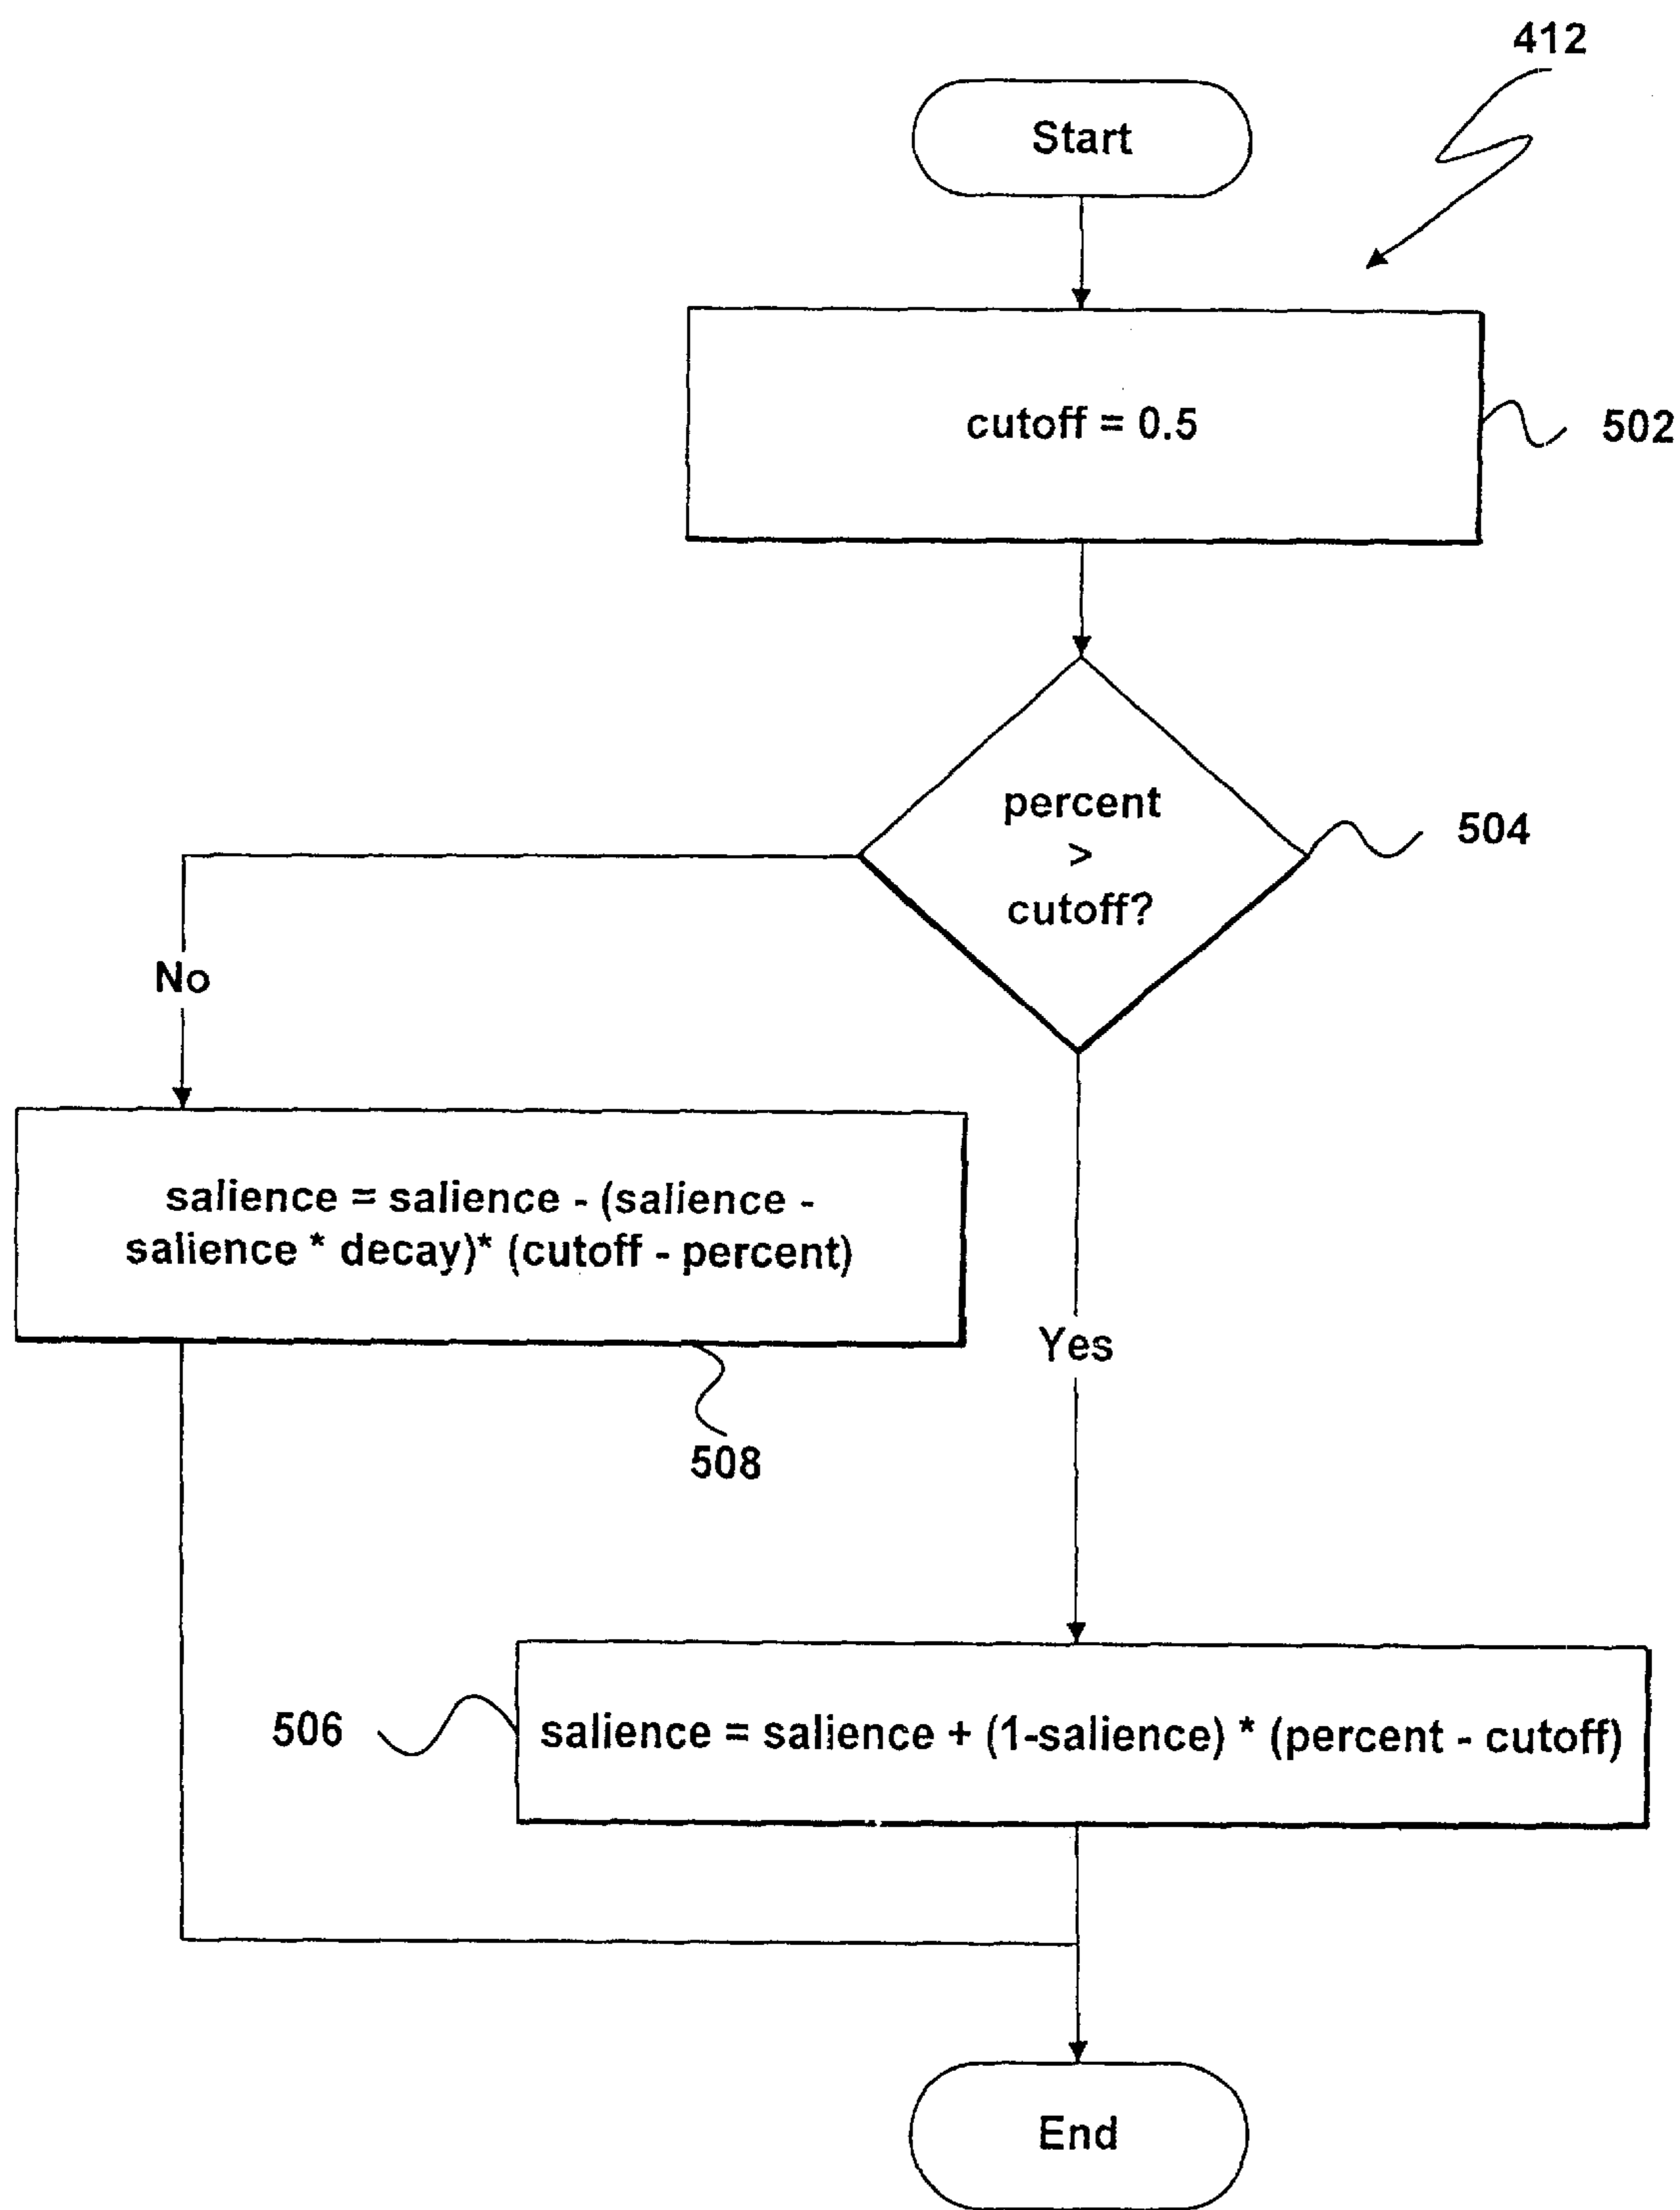 412
Start
cutoff = 0.5
502
percent
>
cutoff?
504
No
salience = salience - (salience -
salience * decay)* (cutoff - percent)
508
Yes
506
salience = salience + (1-salience) * (percent - cutoff)
End